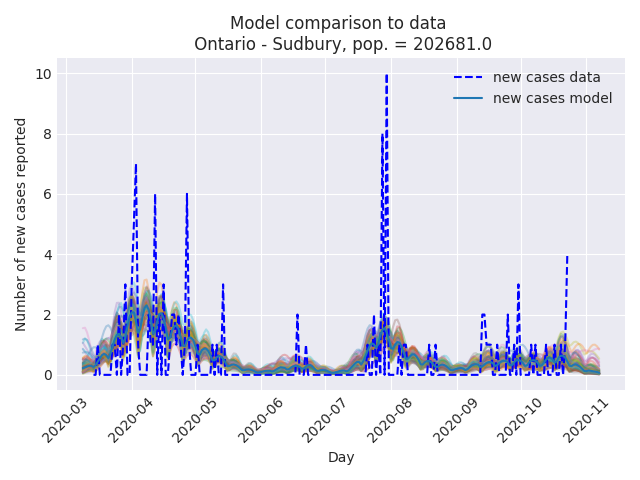 Model comparison to data
Ontario - Sudbury, pop. = 202681.0
new cases data
new cases model
Number of new cases reported
10
8
6
4
2
0
2020-03
2020-04
2020-05
2020-06
2020-07
2020-08
2020-09
2020-10
2020-11
Day